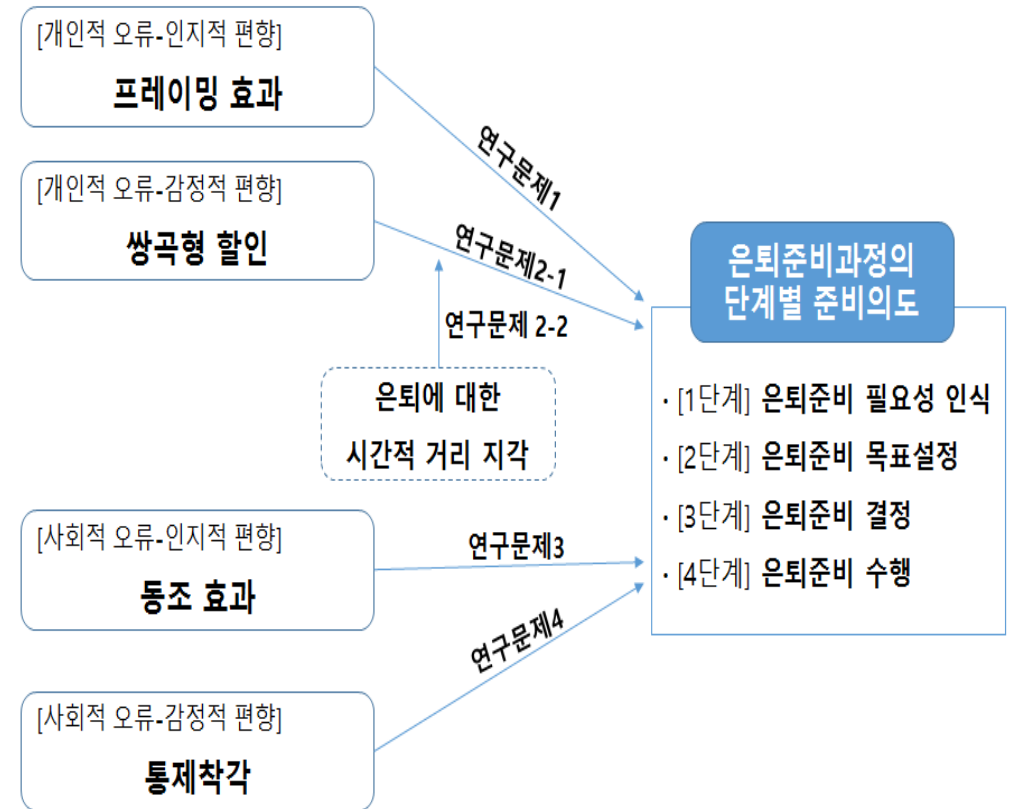 [개인적 오류-인지적 편향]
프레이밍 효과
연구문제1
[개인적 오류-감정적 편향]
쌍곡형 할인
연구문제2-1
연구문제 2-2
은퇴에 대한
시간적 거리 지각
[사회적 오류-인지적 편향]
동조 효과
연구문제3
[사회적 오류-감정적 편향]
통제착각
연구문제4
은퇴준비과정의
단계별 준비의도
· [1단계] 은퇴준비 필요성 인식
· [2단계] 은퇴준비 목표설정
· [3단계] 은퇴준비 결정
· [4단계] 은퇴준비 수행